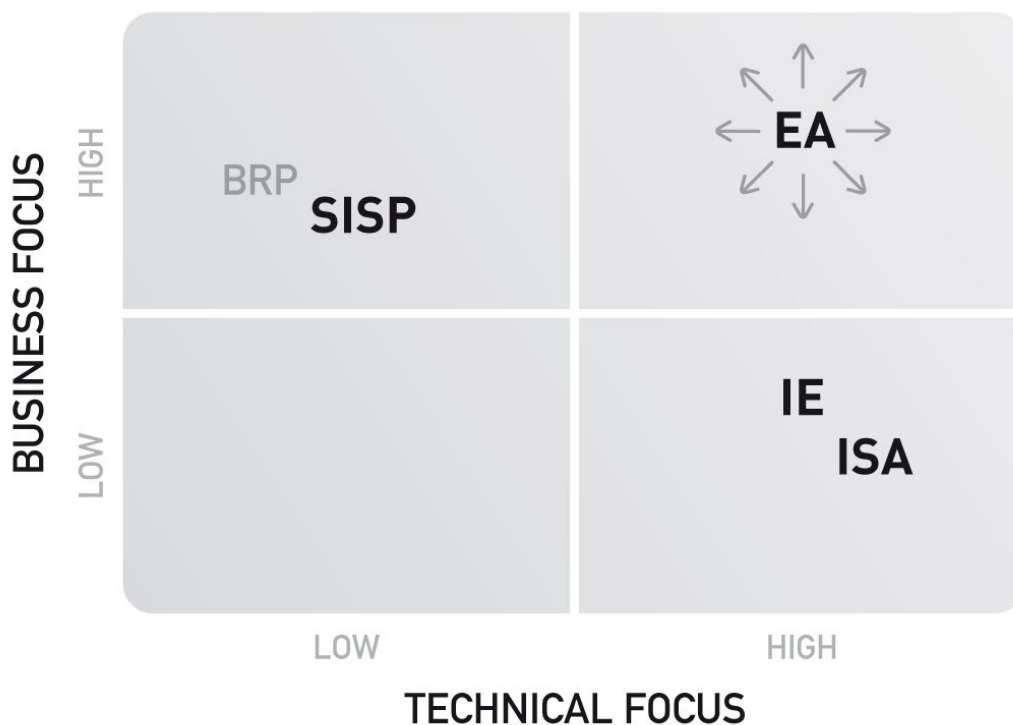 BUSINESS FOCUS
HIGH
LOW
BRP
SISP
EA
IE
ISA
LOW
HIGH
TECHNICAL FOCUS